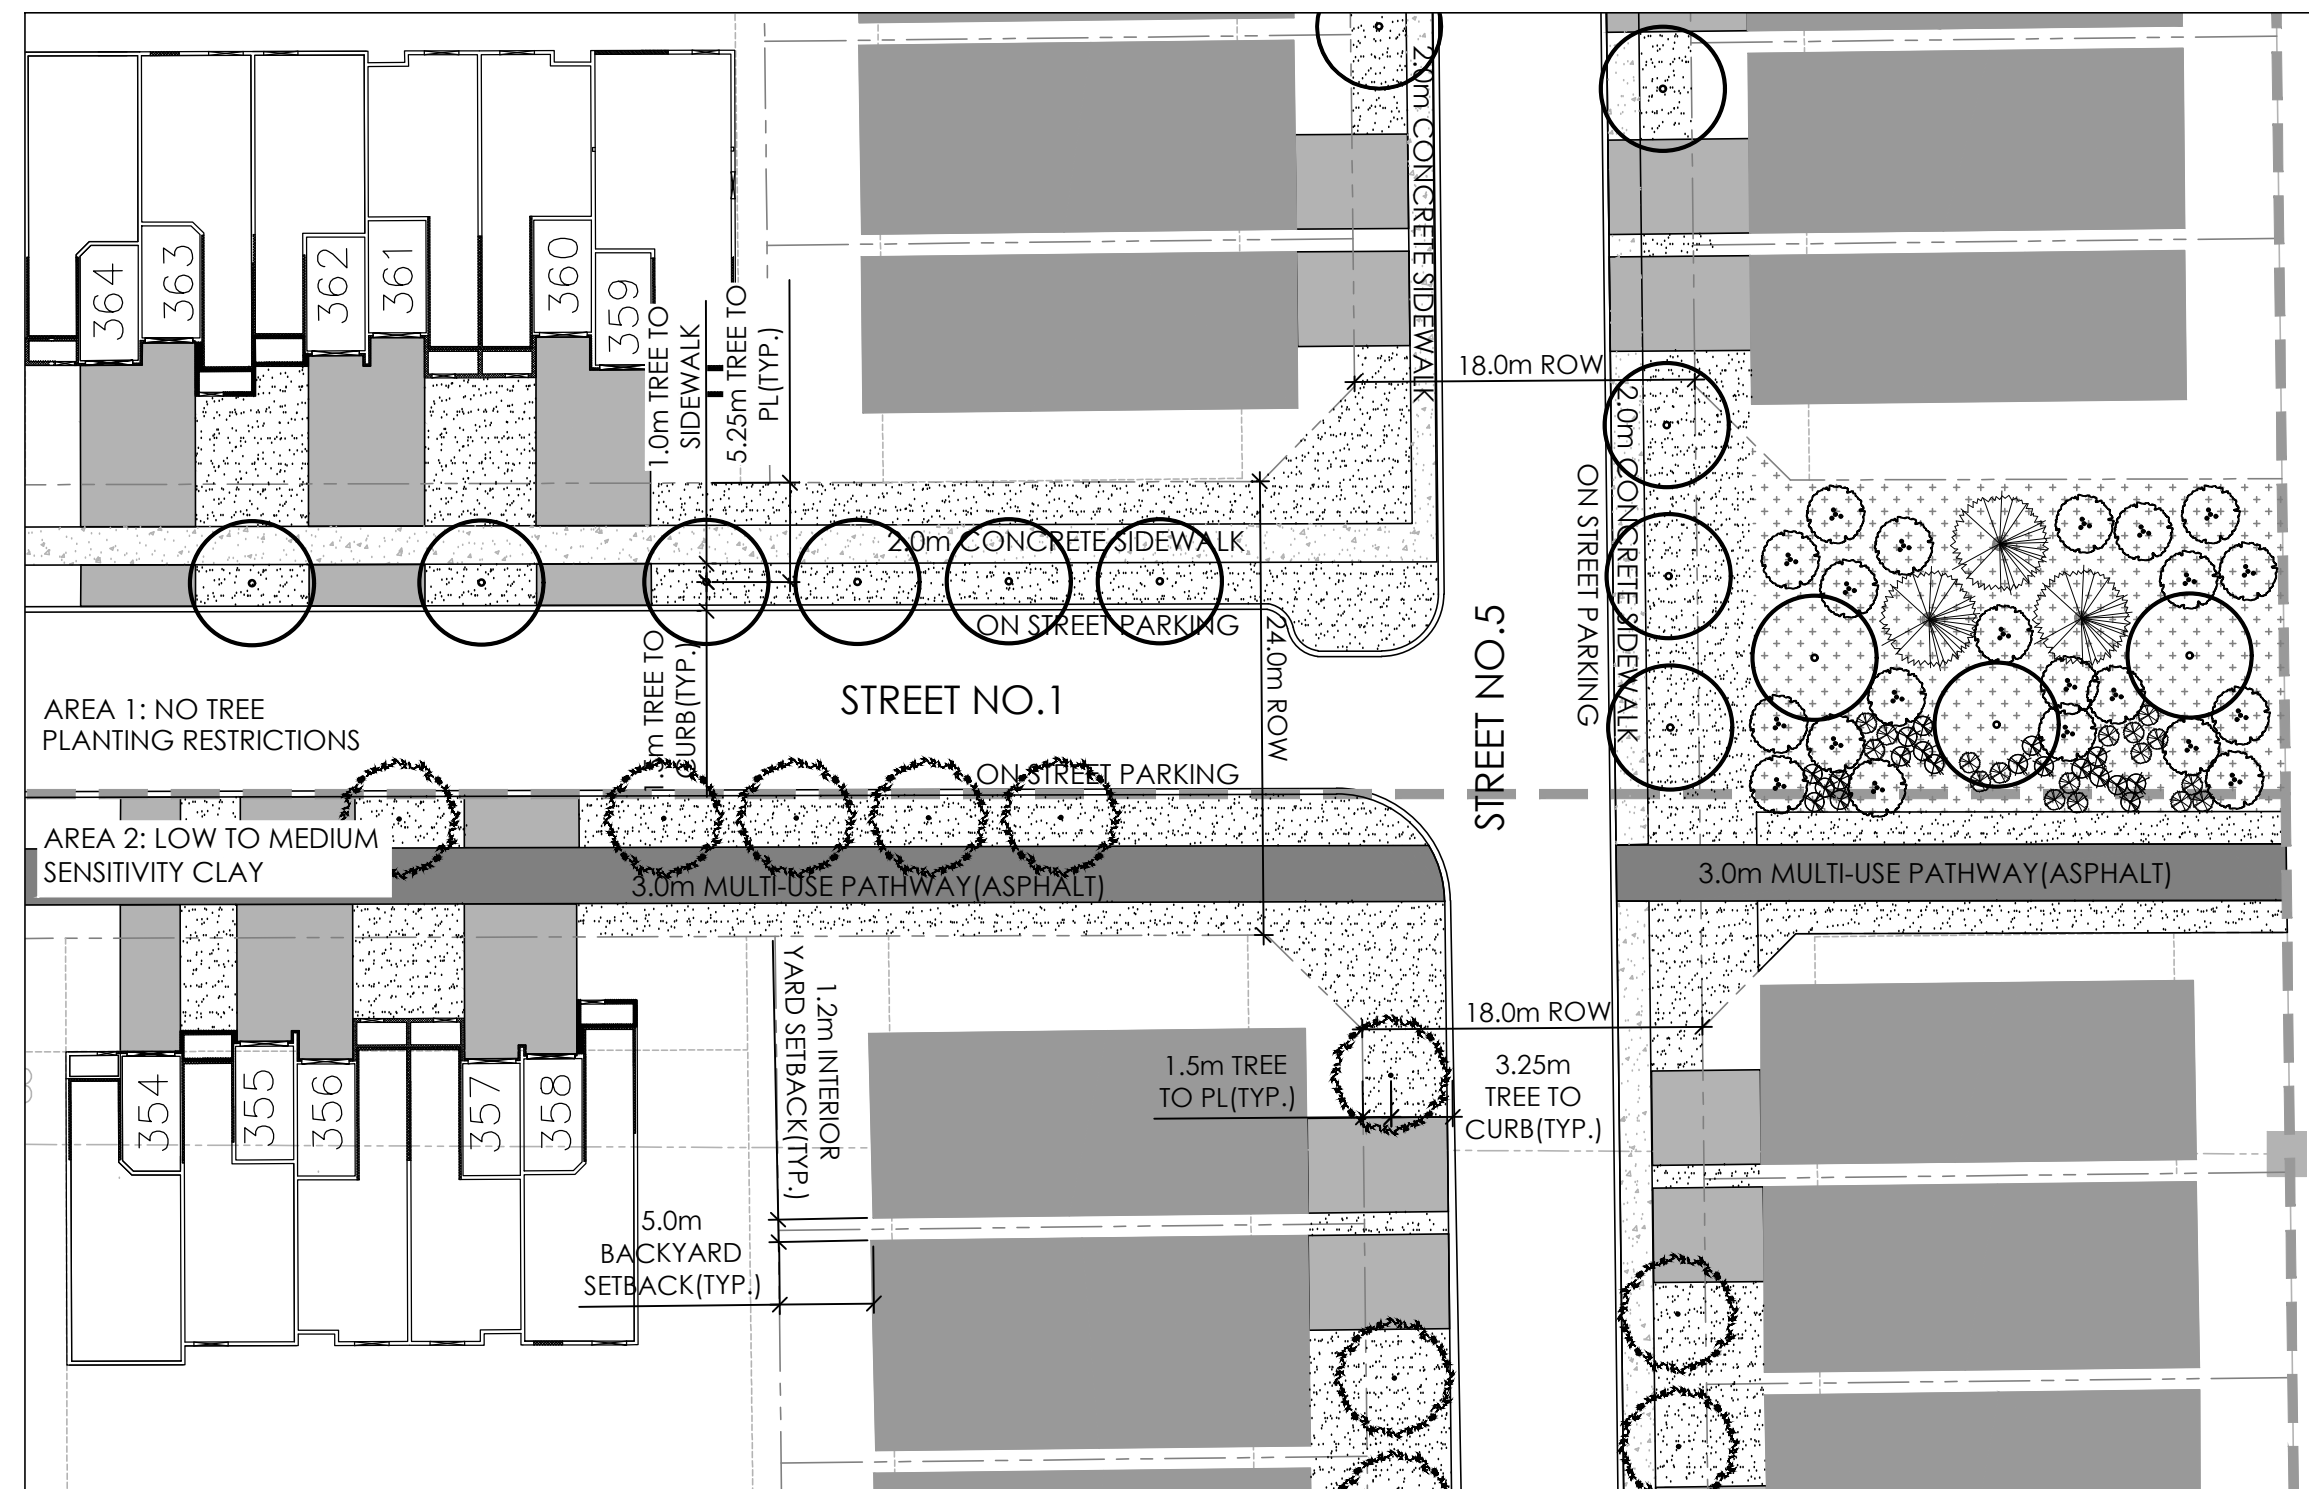 2.0m CONCRETE SIDEWALK
364
363
362
361
360
359
1.0m TREE TO
SIDEWALK
5.25m TREE TO
PL(TYP.)
18.0m ROW
2.0m CONCRETE SIDEWALK
ON STREET PARKING
2.0m CONCRETE SIDEWALK
ON STREET PARKING
24.0m ROW
STREET NO.1
STREET NO.5
TREE TO
CURB(TYP.)
AREA 1: NO TREE
PLANTING RESTRICTIONS
ON STREET PARKING
AREA 2: LOW TO MEDIUM
SENSITIVITY CLAY
3.0m MULTI-USE PATHWAY(ASPHALT)
3.0m MULTI-USE PATHWAY(ASPHALT)
1.2m INTERIOR
YARD SETBACK(TYP.)
18.0m ROW
1.5m TREE
TO PL(TYP.)
3.25m
TREE TO
CURB(TYP.)
354
355
356
357
358
5.0m
BACKYARD
SETBACK(TYP.)